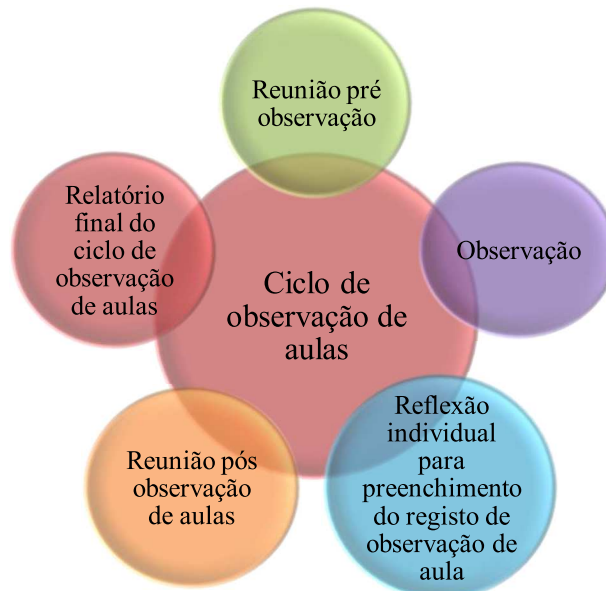 Reunião pré
observação
Observação
Reflexão
individual
para
preenchimento
do registo de
observação de
aula
Reunião pós
observação
de aulas
Relatório
final do
ciclo de
observação
de aulas
Ciclo de
observação de
aulas